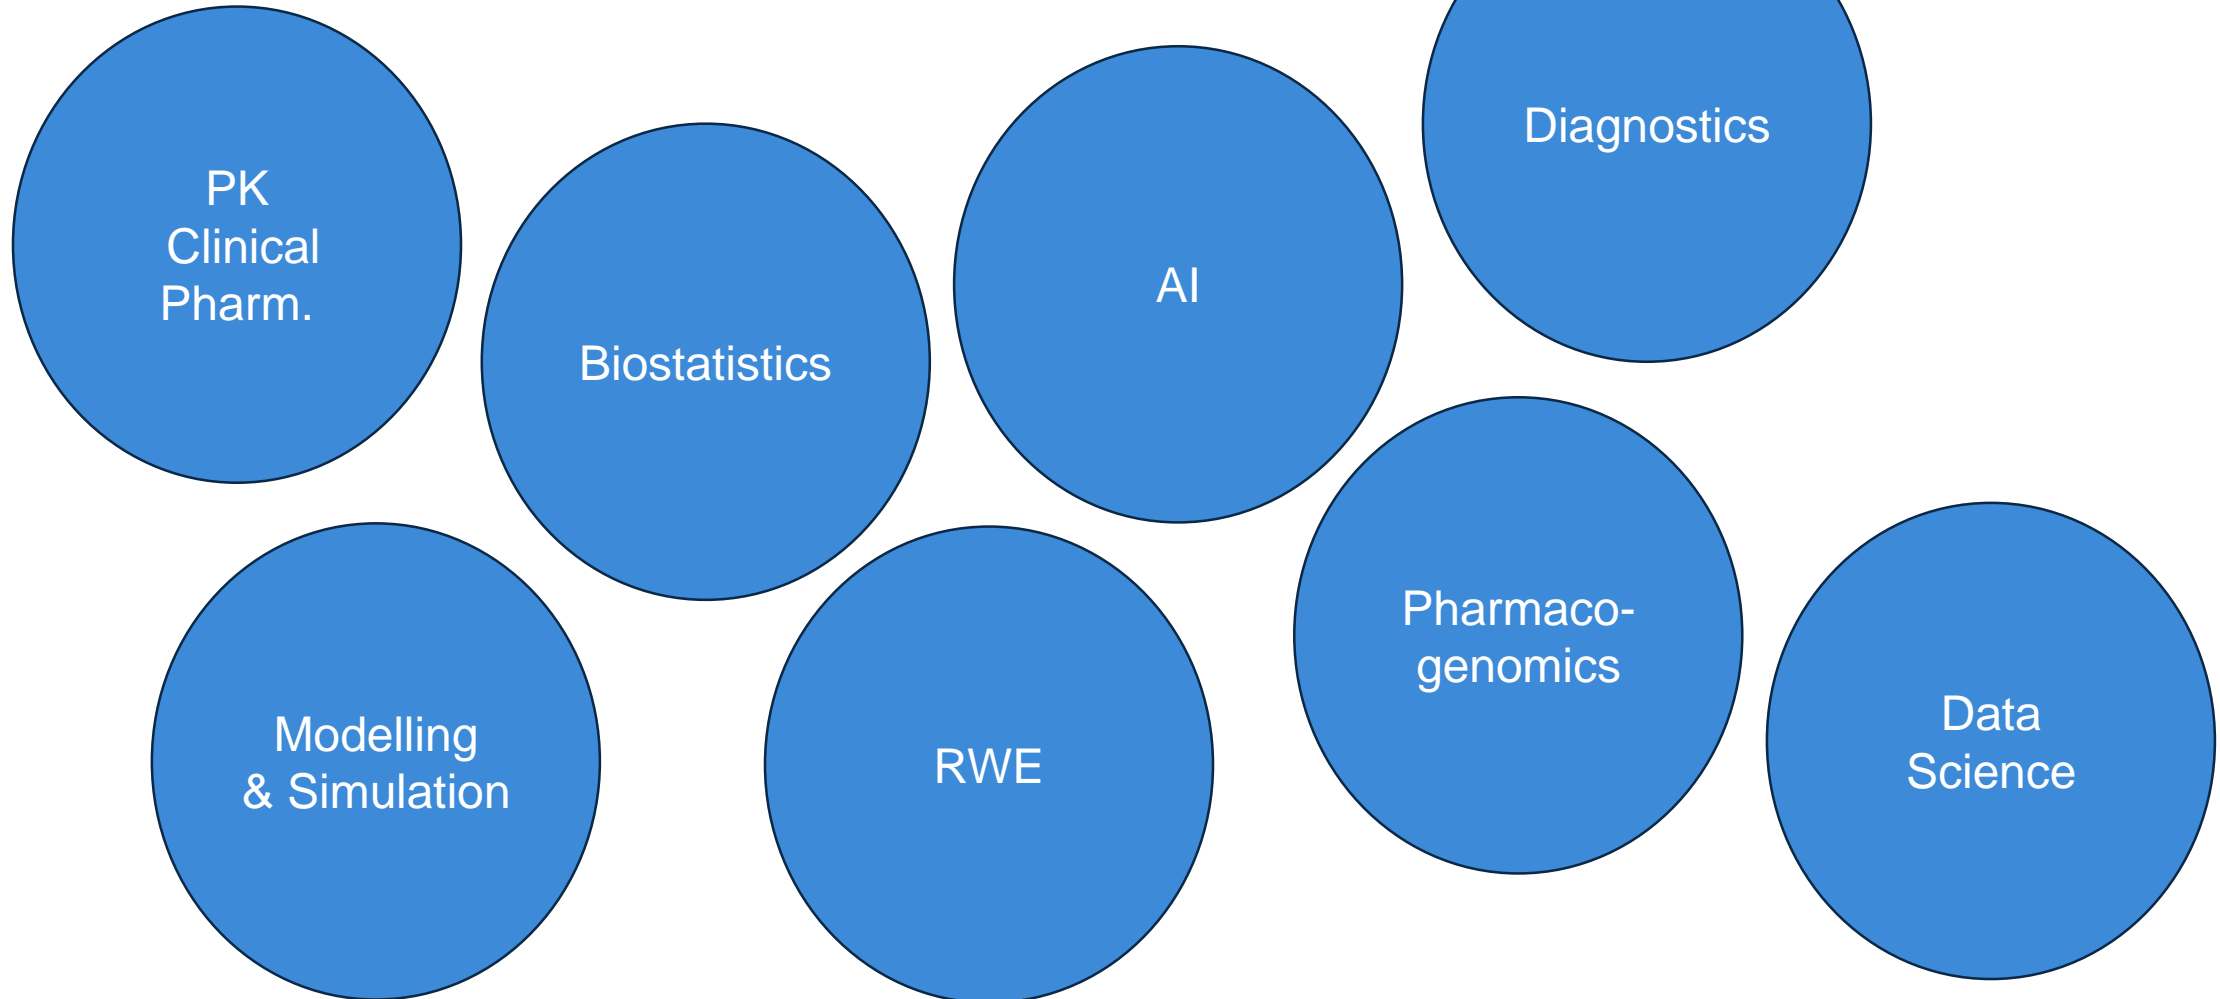 PK
Clinical
Pharm.
Biostatistics
AI
Diagnostics
Modelling
& Simulation
RWE
Pharmaco-
genomics
Data
Science